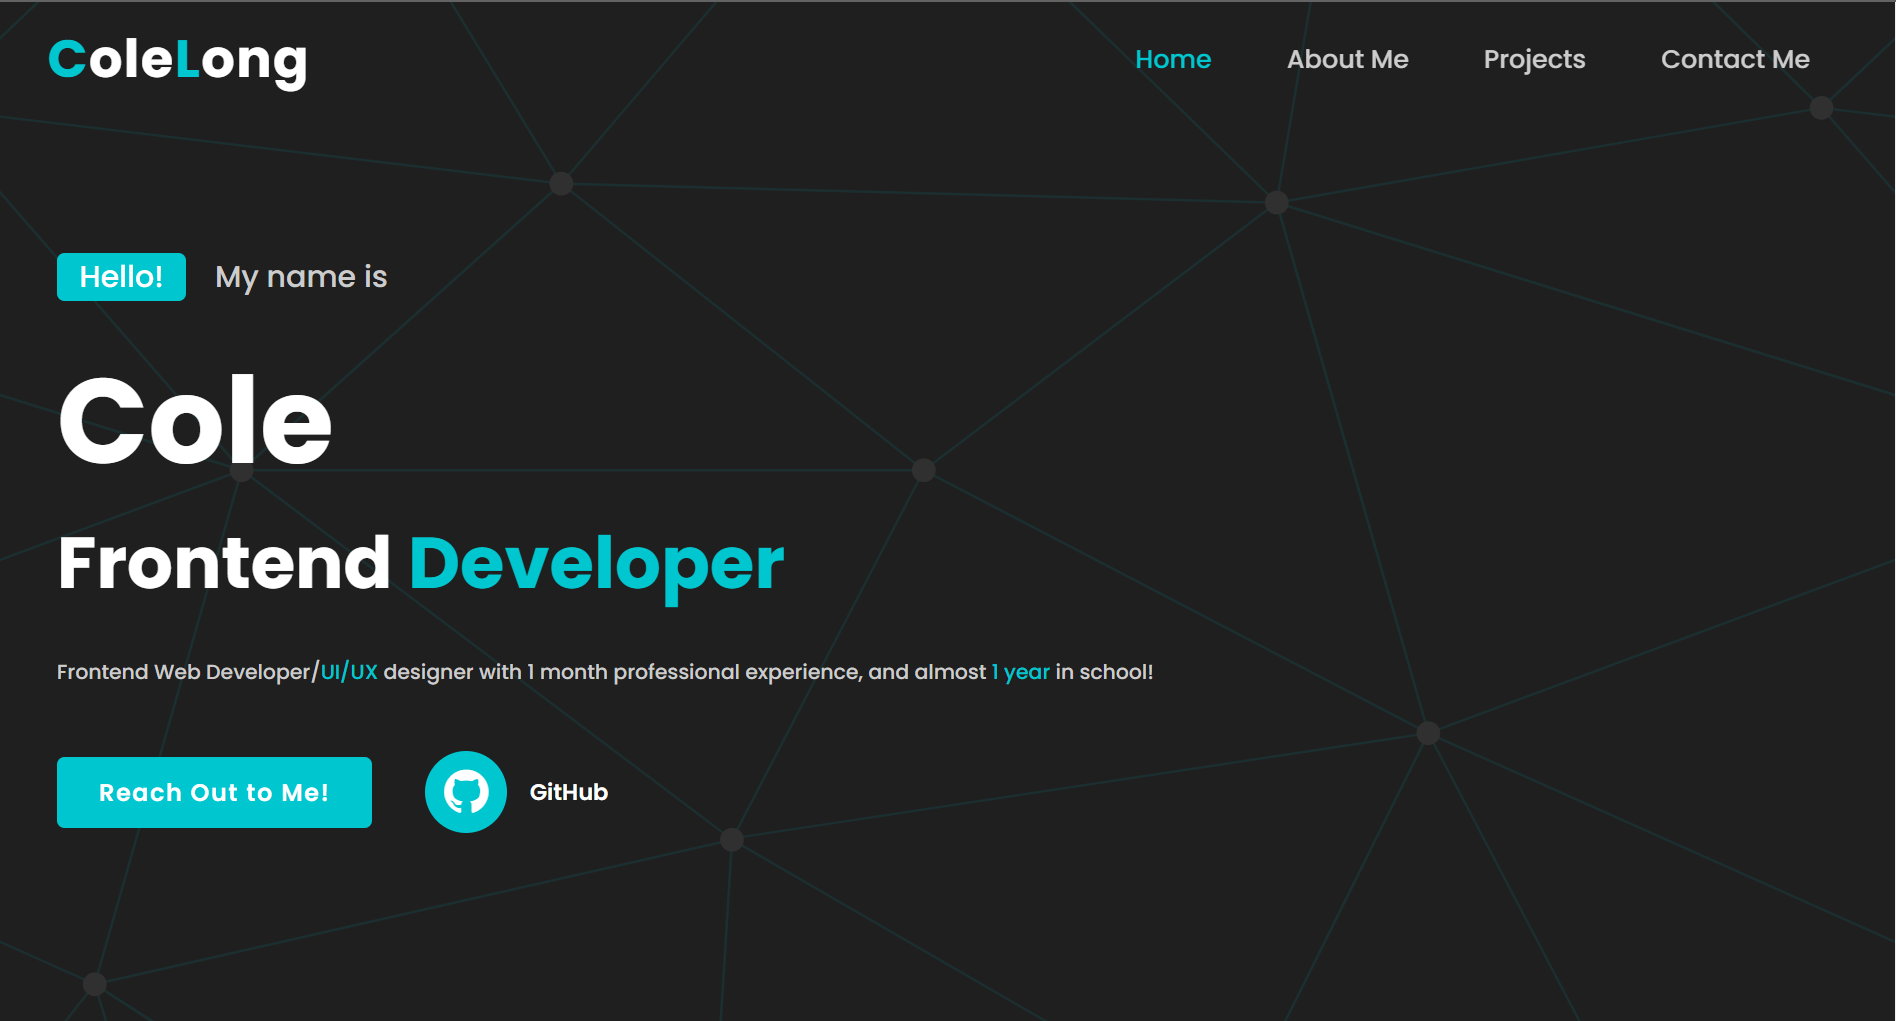 ColeLong
Home About Me Projects Contact Me
Hello! My name is
Cole
Frontend Developer
Frontend Web Developer/UI/UX designer with 1 month professional experience, and almost 1 year in school!
Reach Out to Me! GitHub